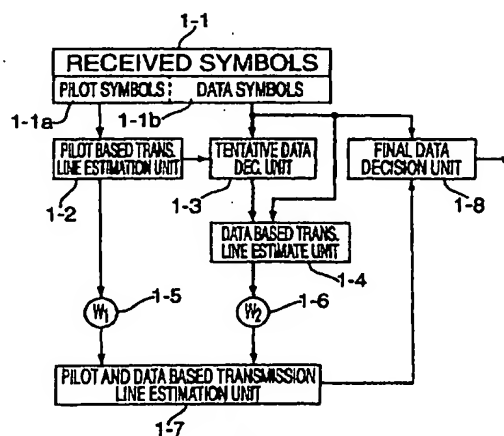 1-1
RECEIVED SYMBOLS
PILOT SYMBOLS DATA SYMBOLS
1-1a
1-1b
PILOT BASED TRANS.
LINE ESTIMATION UNIT
1-2
TENTATIVE DATA
DEC. UNIT
1-3
FINAL DATA
DECISION UNIT
1-8
DATA BASED TRANS.
LINE ESTIMATE UNIT
1-4
W1
1-5
W2
1-6
PILOT AND DATA BASED TRANSMISSION
LINE ESTIMATION UNIT
1-7